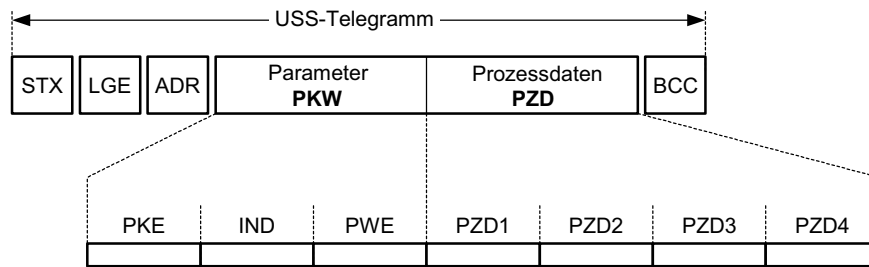 USS-Telegramm
STX LGE ADR Parameter PKW Prozessdaten PZD BCC
PKE IND PWE PZD1 PZD2 PZD3 PZD4